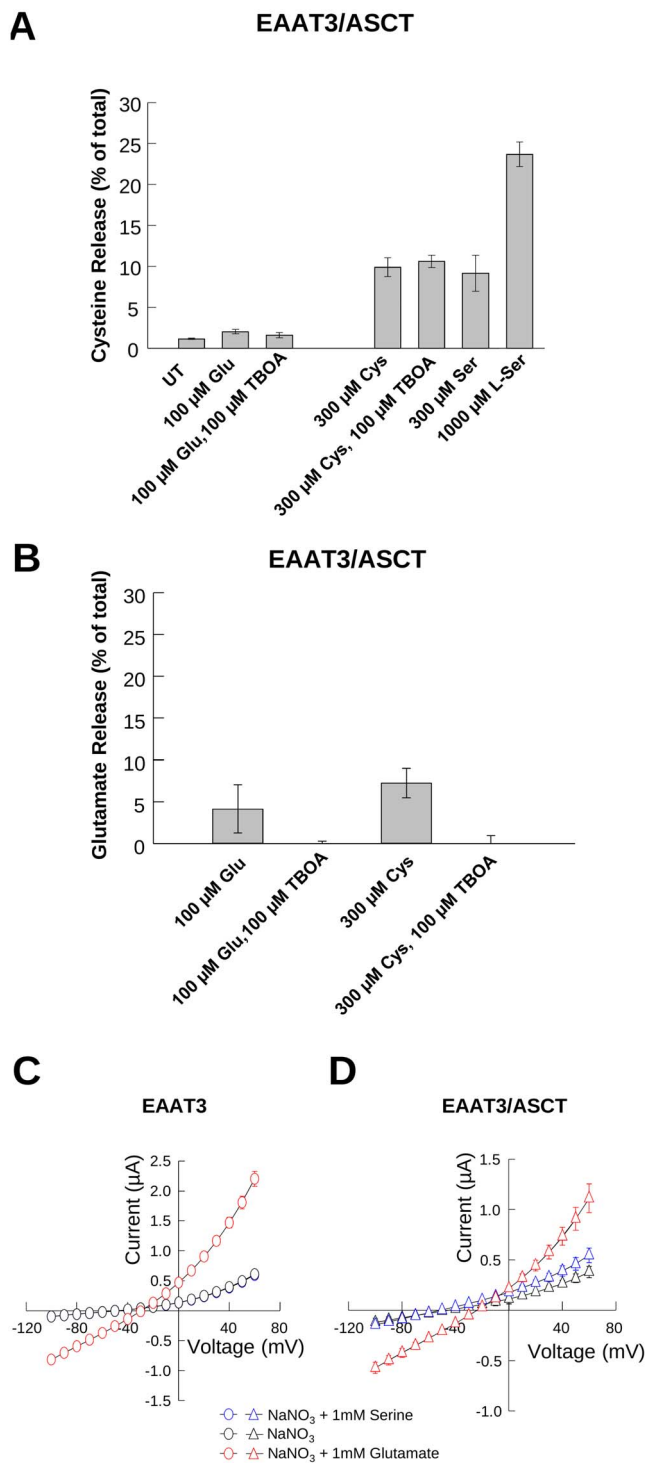 A
EAAT3/ASCT
Cysteine Release (% of total)
30
25
20
15
10
5
0
UT
100 µM Glu
100 µM Glu,100 µM TBOA
300 µM Cys
300 µM Cys, 100 µM TBOA
300 µM Ser
1000 µM L-Ser
B
EAAT3/ASCT
Glutamate Release (% of total)
30
25
20
15
10
5
0
100 µM Glu
100 µM Glu,100 µM TBOA
300 µM Cys
300 µM Cys, 100 µM TBOA
C
EAAT3
Current (µA)
2.5
2.0
1.5
1.0
0.5
-0.5
-1.0
-1.5
-120
-80
-40
40
80
Voltage (mV)
D
EAAT3/ASCT
Current (µA)
1.5
1.0
0.5
-0.5
-1.0
-120
-80
-40
40
80
Voltage (mV)
NaNO3 + 1mM Serine
NaNO3
NaNO3 + 1mM Glutamate